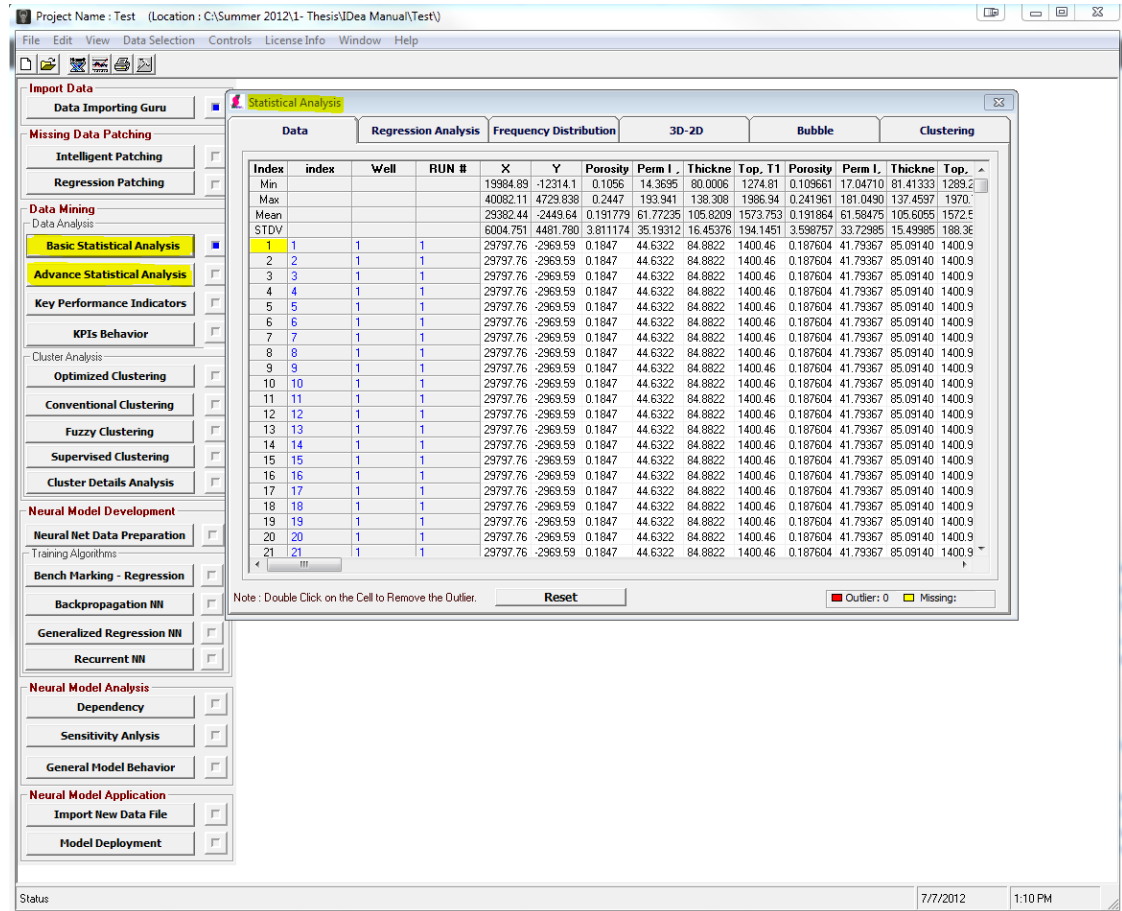 Project Name : Test (Location : C:\Summer 2012\1- Thesis\IDea Manual\Test\)
File Edit View Data Selection Controls License Info Window Help
Import Data
Data Importing Guru
Missing Data Patching
Intelligent Patching
Regression Patching
Data Mining
Data Analysis
Basic Statistical Analysis
Advance Statistical Analysis
Key Performance Indicators
KPIs Behavior
Cluster Analysis
Optimized Clustering
Conventional Clustering
Fuzzy Clustering
Supervised Clustering
Cluster Details Analysis
Neural Model Development
Neural Net Data Preparation
Training Algorithms
Bench Marking - Regression
Backpropagation NN
Generalized Regression NN
Recurrent NN
Neural Model Analysis
Dependency
Sensitivity Anlysis
General Model Behavior
Neural Model Application
Import New Data File
Model Deployment
Statistical Analysis
Data Regression Analysis Frequency Distribution 3D-2D Bubble Clustering
Index index Well RUN # X Y Porosity Perm I , Thickne Top, T1 Porosity Perm I, Thickne Top,
Min 19984.89 -12314.1 0.1056 14.3695 80.0006 1274.81 0.109661 17.04710 81.41333 1289.2
Max 40082.11 4729.838 0.2447 193.941 138.308 1986.94 0.241961 181.0490 137.4597 1970.
Mean 29382.44 -2449.64 0.191779 61.77235 105.8209 1573.753 0.191864 61.58475 105.6055 1572.5
STDV 6004.751 4481.780 3.811174 35.19312 16.45376 194.1451 3.598757 33.72985 15.49985 188.36
1 1 1 1 29797.76 -2969.59 0.1847 44.6322 84.8822 1400.46 0.187604 41.79367 85.09140 1400.9
2 2 1 1 29797.76 -2969.59 0.1847 44.6322 84.8822 1400.46 0.187604 41.79367 85.09140 1400.9
3 3 1 1 29797.76 -2969.59 0.1847 44.6322 84.8822 1400.46 0.187604 41.79367 85.09140 1400.9
4 4 1 1 29797.76 -2969.59 0.1847 44.6322 84.8822 1400.46 0.187604 41.79367 85.09140 1400.9
5 5 1 1 29797.76 -2969.59 0.1847 44.6322 84.8822 1400.46 0.187604 41.79367 85.09140 1400.9
6 6 1 1 29797.76 -2969.59 0.1847 44.6322 84.8822 1400.46 0.187604 41.79367 85.09140 1400.9
7 7 1 1 29797.76 -2969.59 0.1847 44.6322 84.8822 1400.46 0.187604 41.79367 85.09140 1400.9
8 8 1 1 29797.76 -2969.59 0.1847 44.6322 84.8822 1400.46 0.187604 41.79367 85.09140 1400.9
9 9 1 1 29797.76 -2969.59 0.1847 44.6322 84.8822 1400.46 0.187604 41.79367 85.09140 1400.9
10 10 1 1 29797.76 -2969.59 0.1847 44.6322 84.8822 1400.46 0.187604 41.79367 85.09140 1400.9
11 11 1 1 29797.76 -2969.59 0.1847 44.6322 84.8822 1400.46 0.187604 41.79367 85.09140 1400.9
12 12 1 1 29797.76 -2969.59 0.1847 44.6322 84.8822 1400.46 0.187604 41.79367 85.09140 1400.9
13 13 1 1 29797.76 -2969.59 0.1847 44.6322 84.8822 1400.46 0.187604 41.79367 85.09140 1400.9
14 14 1 1 29797.76 -2969.59 0.1847 44.6322 84.8822 1400.46 0.187604 41.79367 85.09140 1400.9
15 15 1 1 29797.76 -2969.59 0.1847 44.6322 84.8822 1400.46 0.187604 41.79367 85.09140 1400.9
16 16 1 1 29797.76 -2969.59 0.1847 44.6322 84.8822 1400.46 0.187604 41.79367 85.09140 1400.9
17 17 1 1 29797.76 -2969.59 0.1847 44.6322 84.8822 1400.46 0.187604 41.79367 85.09140 1400.9
18 18 1 1 29797.76 -2969.59 0.1847 44.6322 84.8822 1400.46 0.187604 41.79367 85.09140 1400.9
19 19 1 1 29797.76 -2969.59 0.1847 44.6322 84.8822 1400.46 0.187604 41.79367 85.09140 1400.9
20 20 1 1 29797.76 -2969.59 0.1847 44.6322 84.8822 1400.46 0.187604 41.79367 85.09140 1400.9
21 21 1 1 29797.76 -2969.59 0.1847 44.6322 84.8822 1400.46 0.187604 41.79367 85.09140 1400.9
Note : Double Click on the Cell to Remove the Outlier. Reset Outlier: 0 Missing:
Status 7/7/2012 1:10 PM